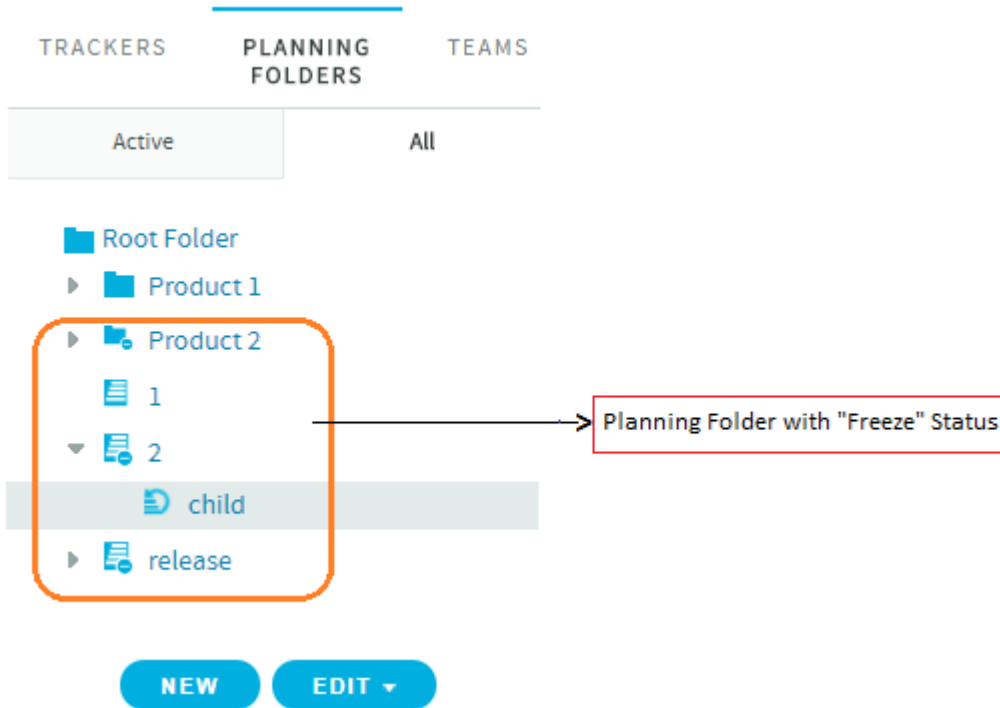 TRACKERS
PLANNING
FOLDERS
TEAMS
Active
All
Root Folder
Product 1
Product 2
1
2
child
release
Planning Folder with "Freeze" Status
NEW
EDIT